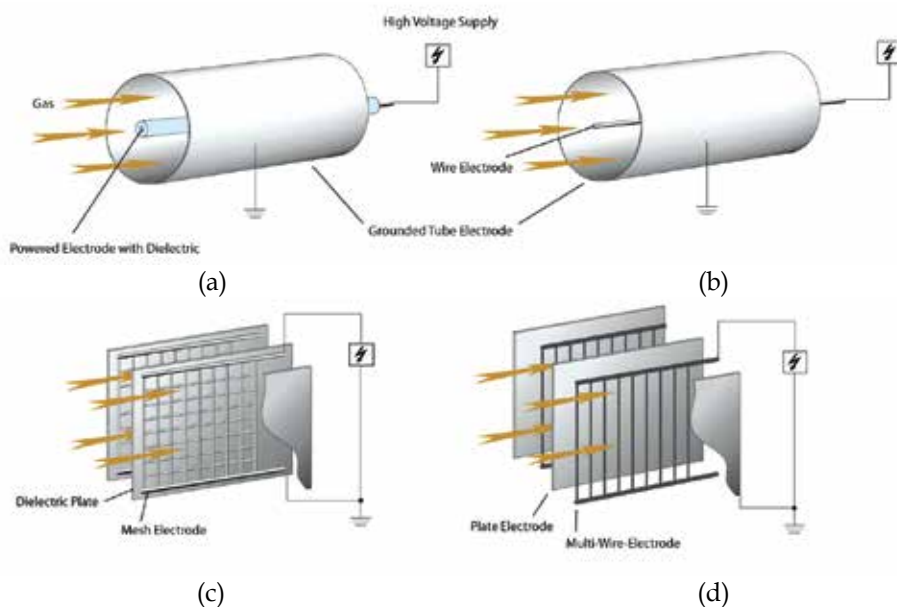 High Voltage Supply
Gas
Wire Electrode
Powered Electrode with Dielectric
Grounded Tube Electrode
(a)
(b)
Dielectric Plate
Mesh Electrode
Plate Electrode
Multi-Wire-Electrode
(c)
(d)